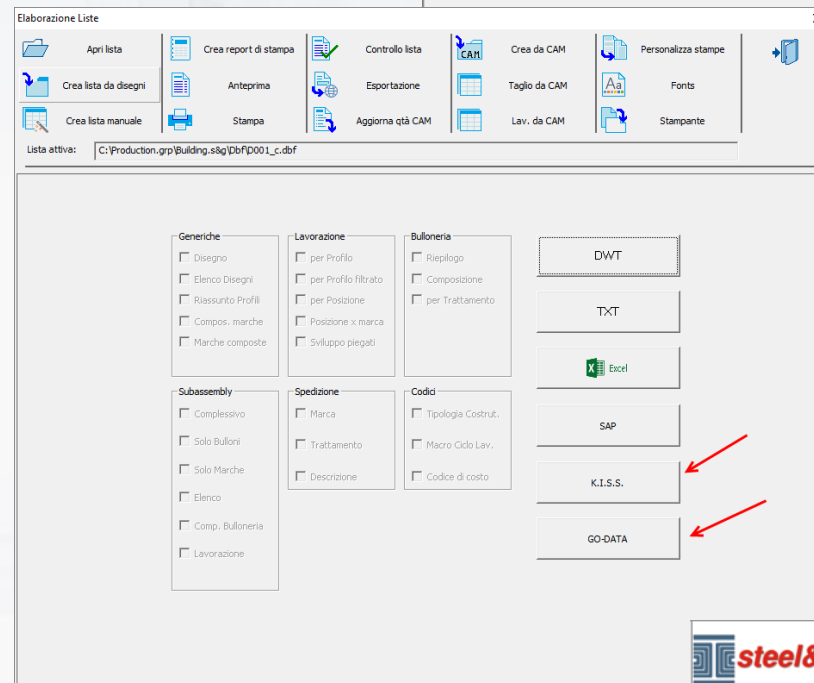 Elaborazione Liste
Apri lista
Crea report di stampa
Controllo lista
CAM
Crea da CAM
Personalizza stampe
Crea lista da disegni
Anteprima
Esportazione
Taglio da CAM
Aa
Fonts
Crea lista manuale
Stampa
Aggiorna qtà CAM
Lav. da CAM
Stampante
Lista attiva: C:\Production.grp\Building.s&g\Dbf\D001_c.dbf
Generiche
Disegno
Elenco Disegni
Riassunto Profili
Compos. marche
Marche composte
Lavorazione
per Profilo
per Profilo filtrato
per Posizione
Posizione x marca
Sviluppo piegati
Bulloneria
Riepilogo
Composizione
per Trattamento
Subassembly
Complessivo
Solo Bulloni
Solo Marche
Elenco
Comp. Bulloneria
Lavorazione
Spedizione
Marca
Trattamento
Descrizione
Codici
Tipologia Costrut.
Macro Ciclo Lav.
Codice di costo
DWT
TXT
X Excel
SAP
K.I.S.S.
GO-DATA
steel&